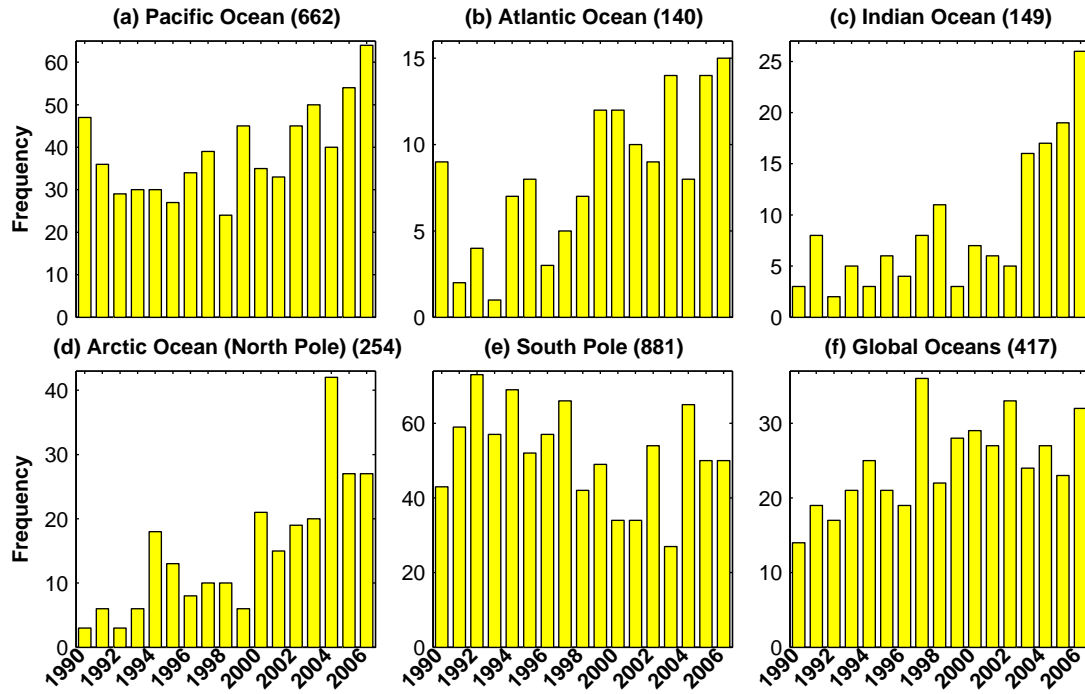 (a) Pacific Ocean (662)
(b) Atlantic Ocean (140)
(c) Indian Ocean (149)
Frequency
60
50
40
30
20
10
0
15
10
5
0
25
20
15
10
5
0
(d) Arctic Ocean (North Pole) (254)
(e) South Pole (881)
(f) Global Oceans (417)
Frequency
40
30
20
10
0
60
40
20
0
30
20
10
0
1990 1992 1994 1996 1998 2000 2002 2004 2006
1990 1992 1994 1996 1998 2000 2002 2004 2006
1990 1992 1994 1996 1998 2000 2002 2004 2006